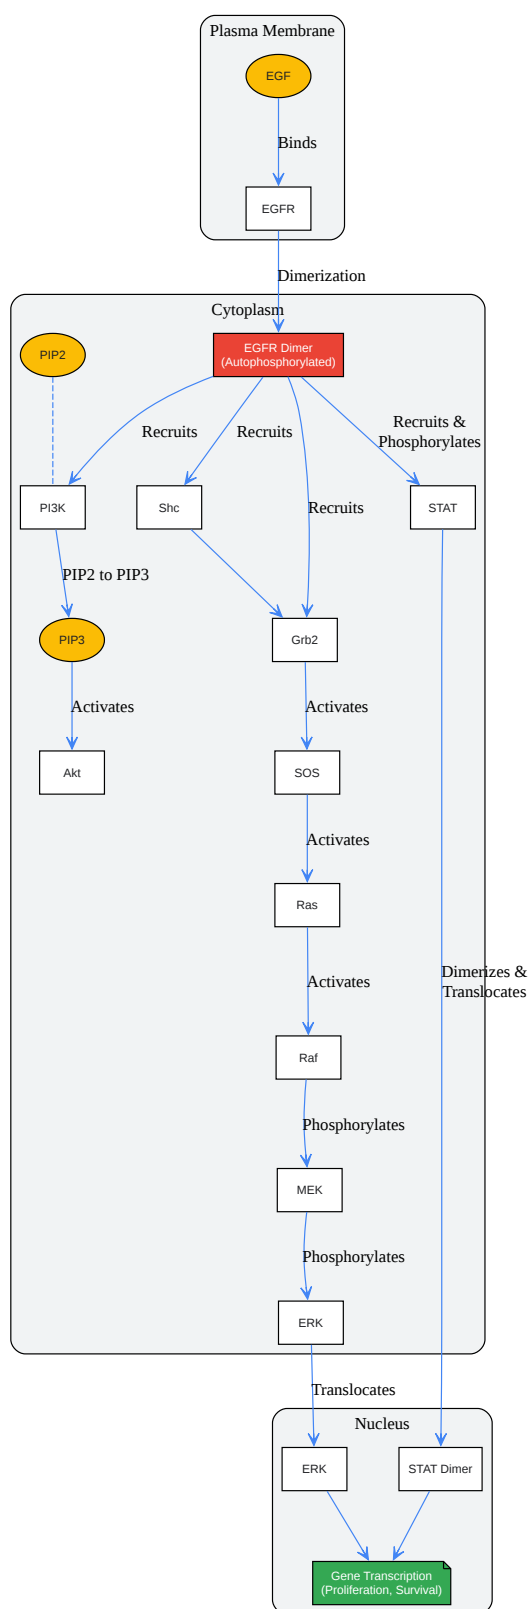 Plasma Membrane
EGF
Binds
EGFR
Dimerization
Cytoplasm
PIP2
EGFR Dimer
(Autophosphorylated)
Recruits
Recruits
Recruits &
Phosphorylates
PI3K
Shc
Recruits
STAT
PIP2 to PIP3
PIP3
Grb2
Activates
Activates
Akt
SOS
Activates
Ras
Dimerizes &
Translocates
Activates
Raf
Phosphorylates
MEK
Phosphorylates
ERK
Translocates
Nucleus
ERK
STAT Dimer
Gene Transcription
(Proliferation, Survival)